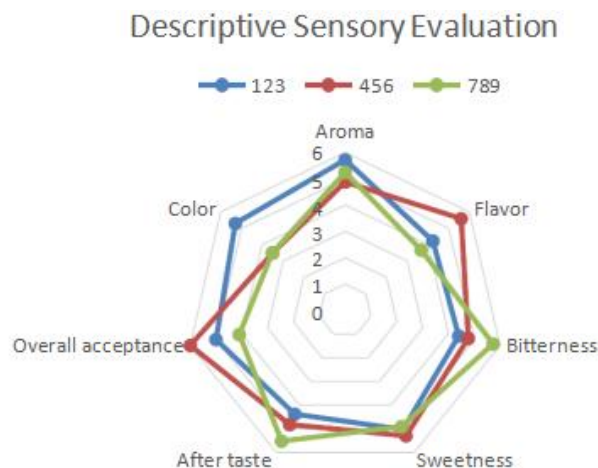 Descriptive Sensory Evaluation
123 456 789
Aroma
6
5
4
3
2
1
0
Color
Flavor
Overall acceptance
Bitterness
After taste
Sweetness